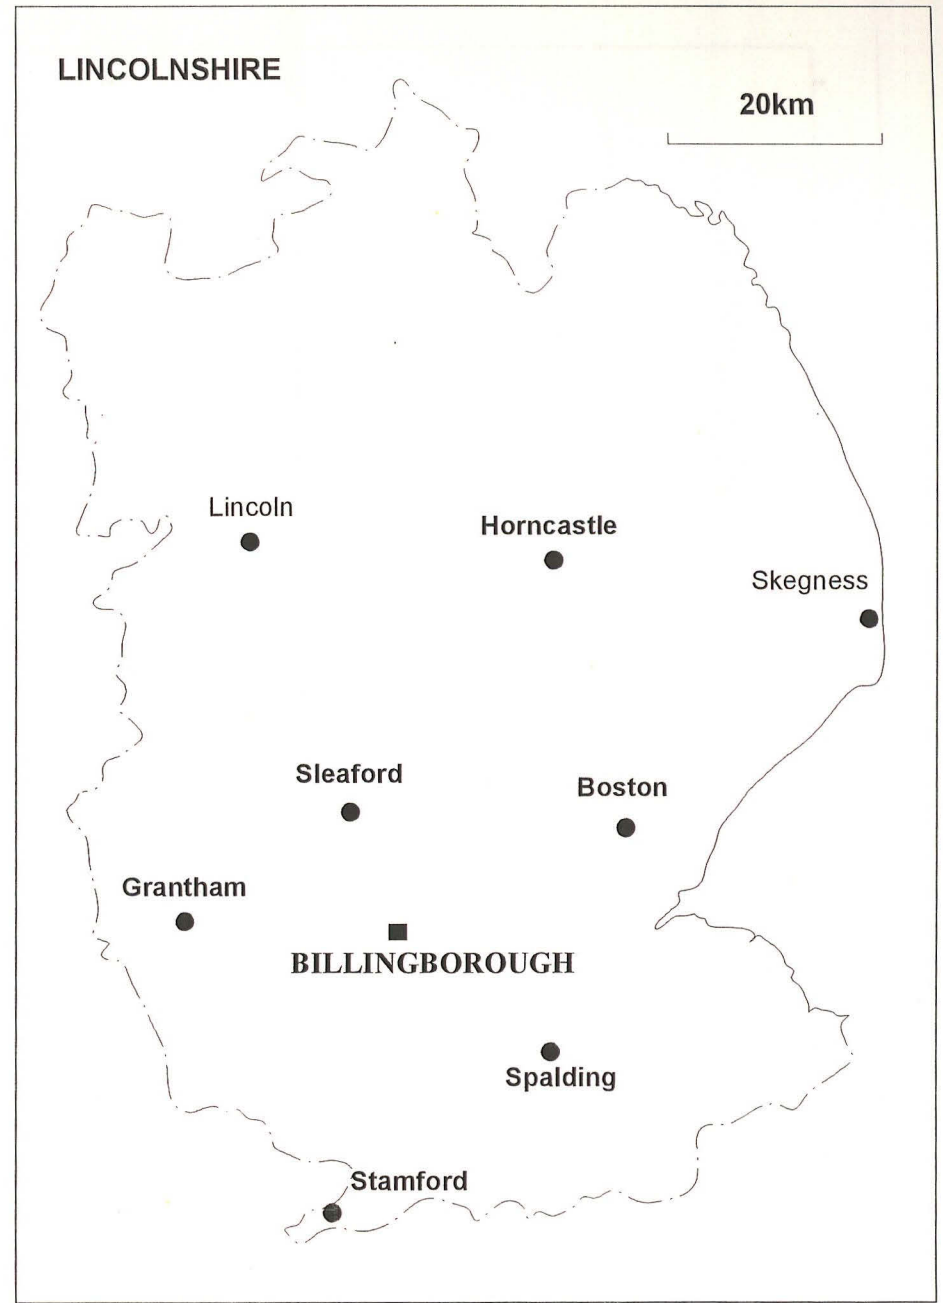 LINCOLNSHIRE
20km
Lincoln
Horncastle
Skegness
Sleaford
Boston
Grantham
BILLINGBOROUGH
Spalding
Stamford